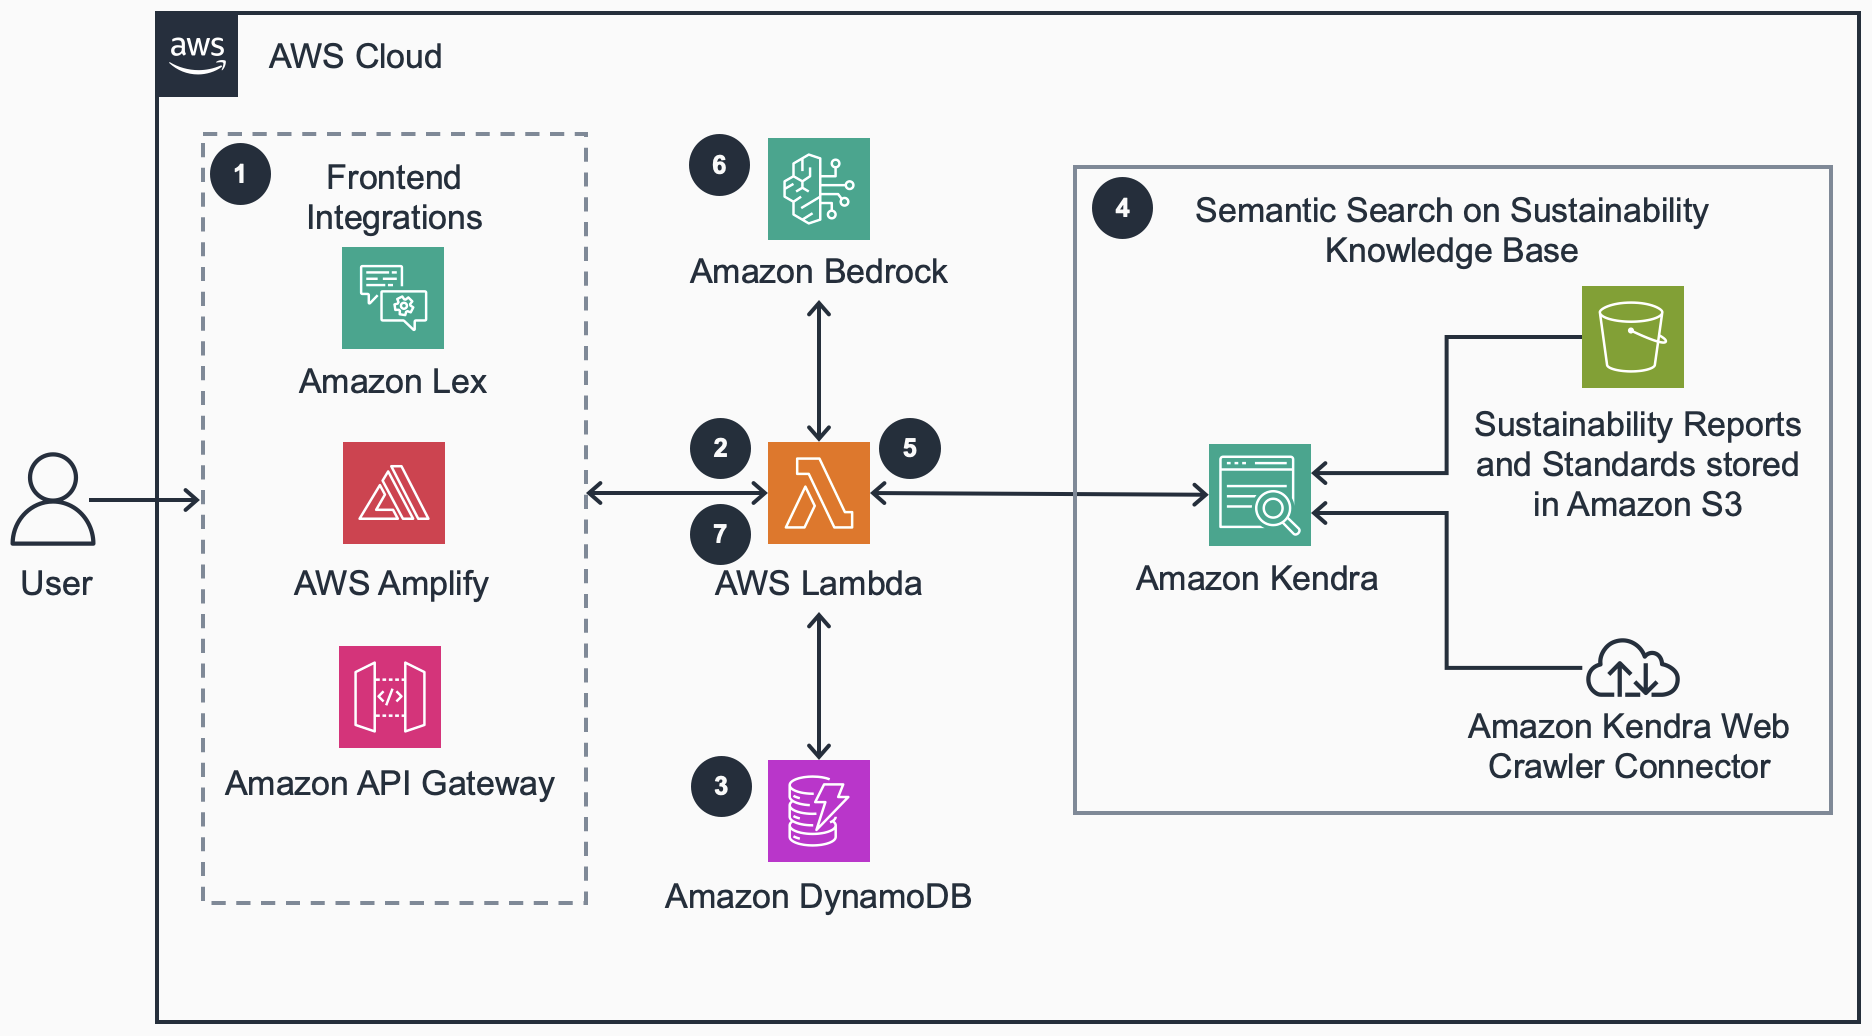 aws
AWS Cloud
1
Frontend
Integrations
Amazon Lex
AWS Amplify
</>
Amazon API Gateway
User
6
Amazon Bedrock
2
5
7
AWS Lambda
3
Amazon DynamoDB
4
Semantic Search on Sustainability
Knowledge Base
Sustainability Reports
and Standards stored
in Amazon S3
Amazon Kendra
Amazon Kendra Web
Crawler Connector